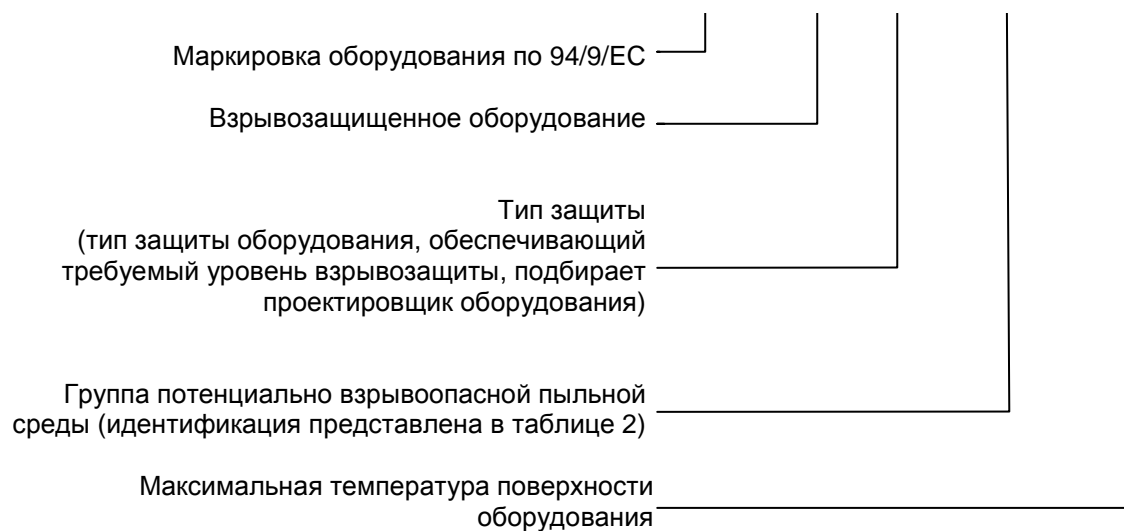 Маркировка оборудования по 94/9/ЕС
Взрывозащищенное оборудование
Тип защиты
(тип защиты оборудования, обеспечивающий
требуемый уровень взрывозащиты, подбирает
проектировщик оборудования)
Группа потенциально взрывоопасной пыльной
среды (идентификация представлена в таблице 2)
Максимальная температура поверхности
оборудования